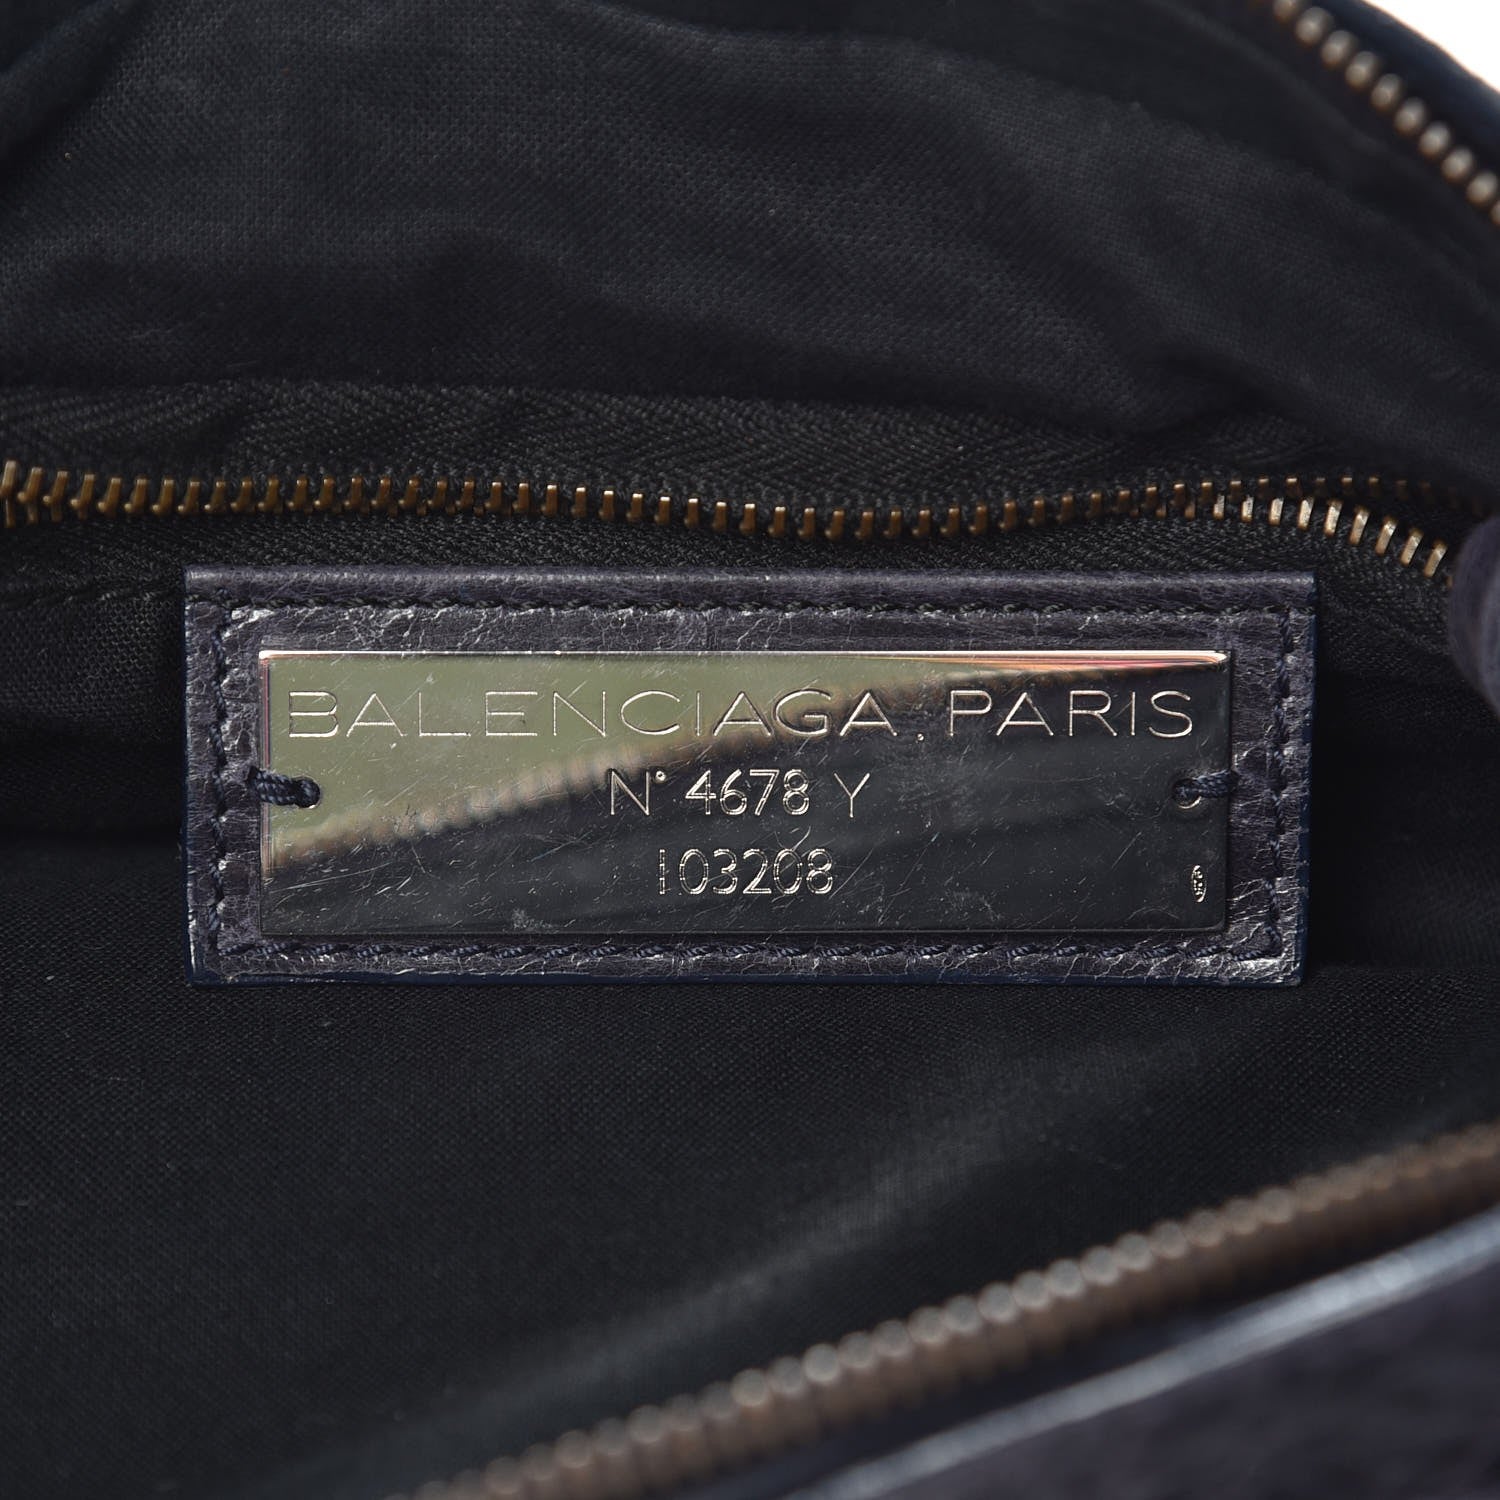 BALENCIAGA.PARIS
N° 4678 Y
103208